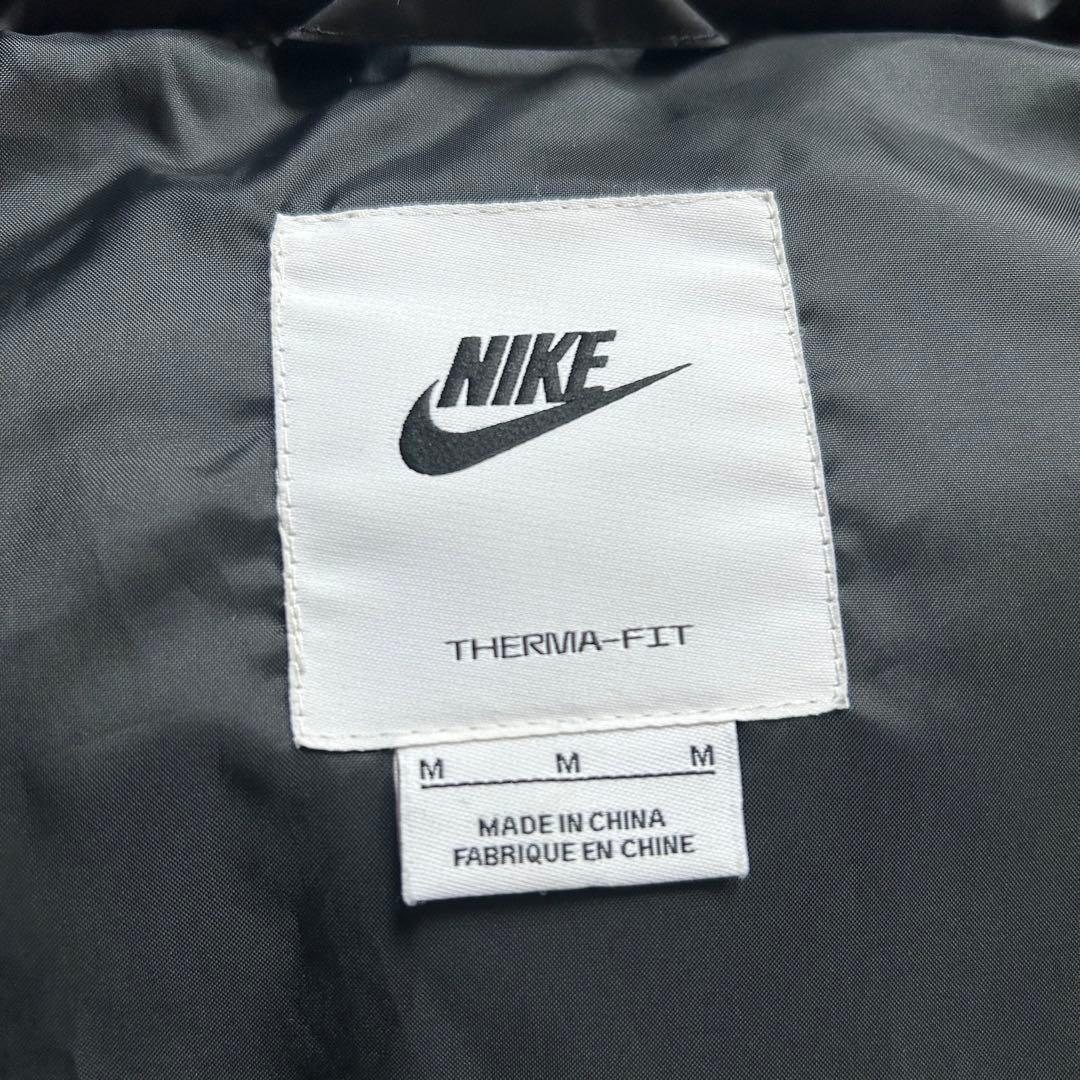 NIKE
THERMA-FIT
M M M
MADE IN CHINA
FABRIQUE EN CHINE